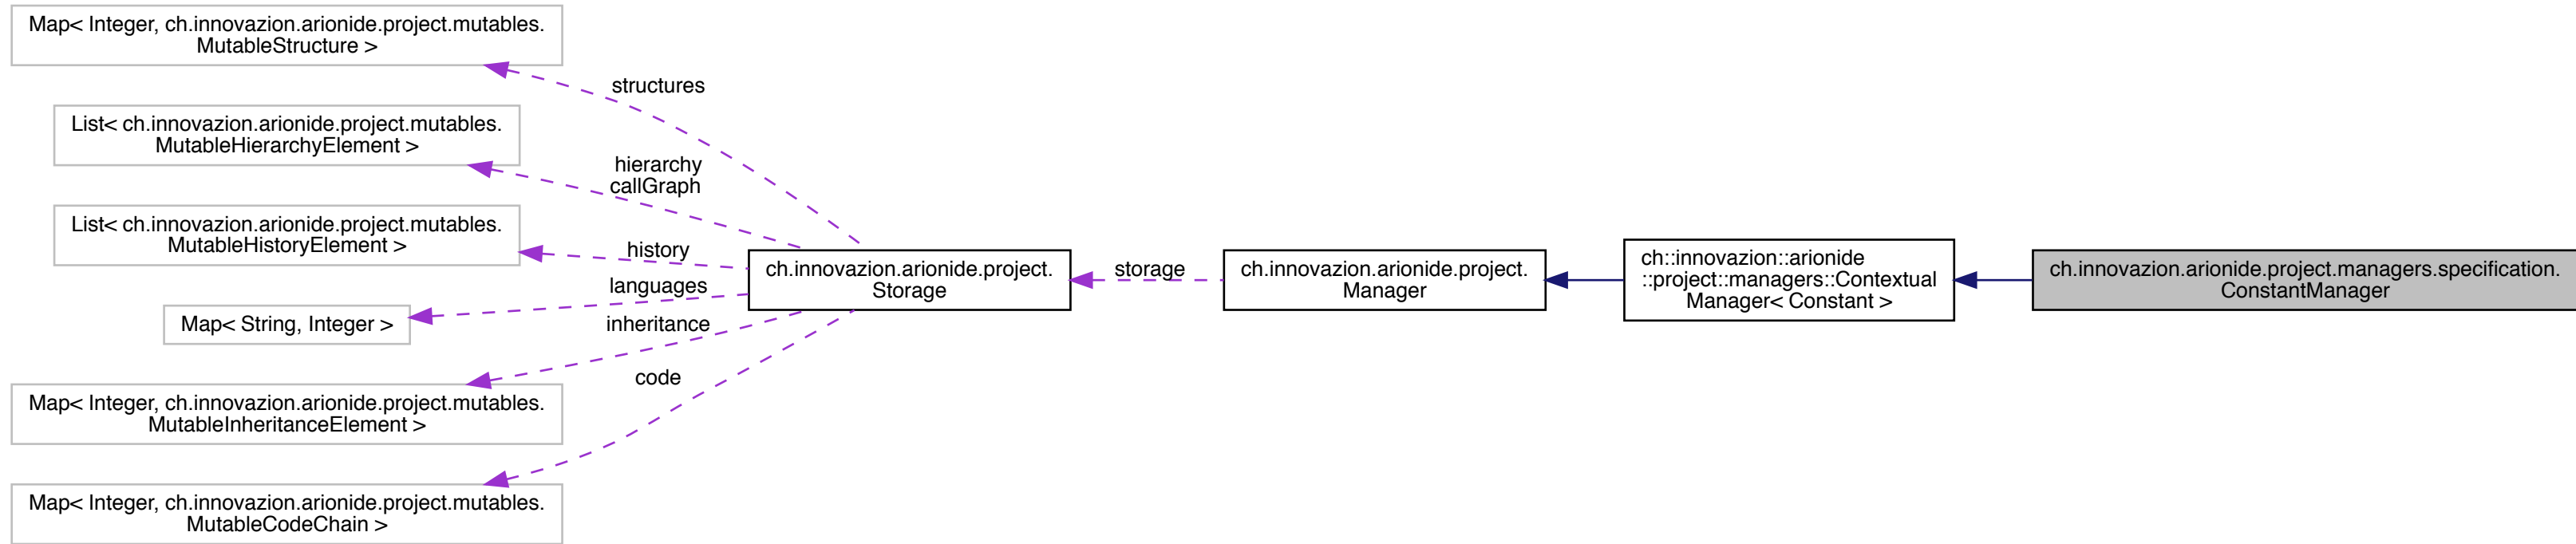 Map< Integer, ch.innovazion.arionide.project.mutables.
MutableStructure >
structures
List< ch.innovazion.arionide.project.mutables.
MutableHierarchyElement >
hierarchy
callGraph
List< ch.innovazion.arionide.project.mutables.
MutableHistoryElement >
history
languages
Map< String, Integer >
inheritance
Map< Integer, ch.innovazion.arionide.project.mutables.
MutableInheritanceElement >
code
Map< Integer, ch.innovazion.arionide.project.mutables.
MutableCodeChain >
ch.innovazion.arionide.project.
Storage
storage
ch.innovazion.arionide.project.
Manager
ch::innovazion::arionide
::project::managers::Contextual
Manager< Constant >
ch.innovazion.arionide.project.managers.specification.
ConstantManager